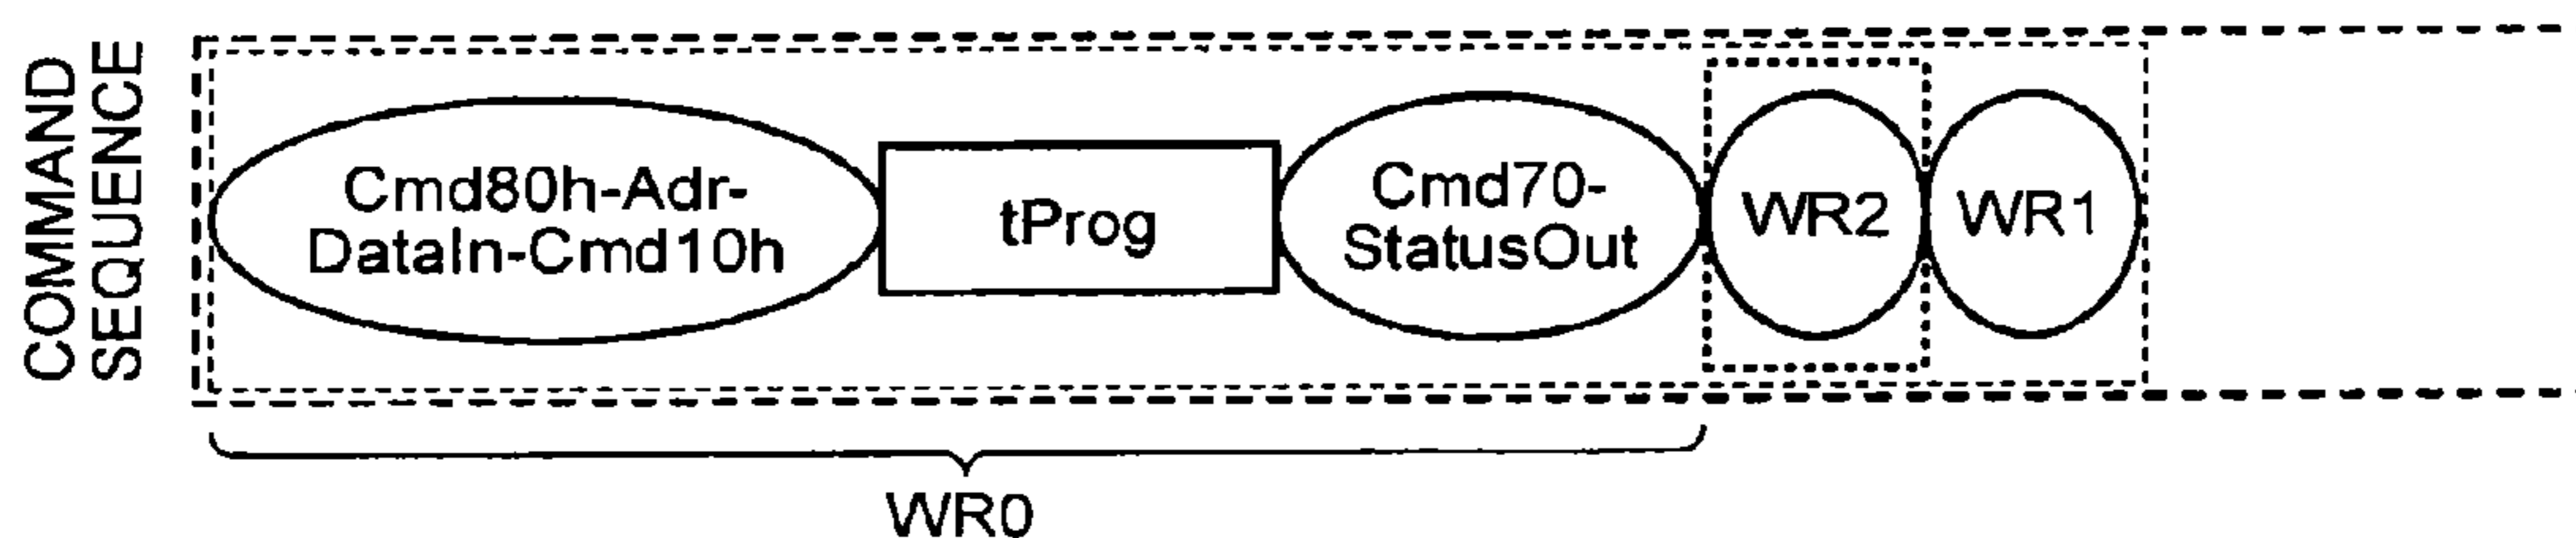 COMMAND
SEQUENCE
Cmd80h-Adr-
DataIn-Cmd10h
tProg
Cmd70-
StatusOut
WR2
WR1
WR0